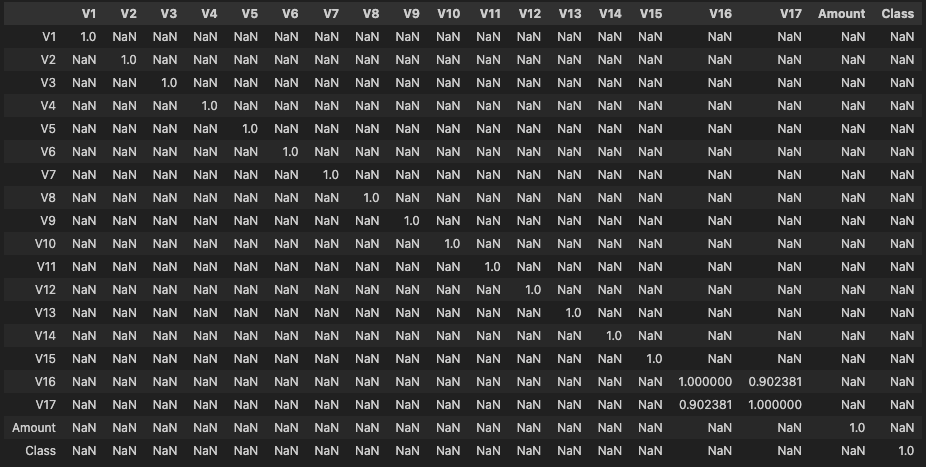 V1 V2 V3 V4 V5 V6 V7 V8 V9 V10 V11 V12 V13 V14 V15 V16 V17 Amount Class
V1 1.0 NaN NaN NaN NaN NaN NaN NaN NaN NaN NaN NaN NaN NaN NaN NaN NaN NaN NaN
V2 NaN 1.0 NaN NaN NaN NaN NaN NaN NaN NaN NaN NaN NaN NaN NaN NaN NaN NaN NaN
V3 NaN NaN 1.0 NaN NaN NaN NaN NaN NaN NaN NaN NaN NaN NaN NaN NaN NaN NaN NaN
V4 NaN NaN NaN 1.0 NaN NaN NaN NaN NaN NaN NaN NaN NaN NaN NaN NaN NaN NaN NaN
V5 NaN NaN NaN NaN 1.0 NaN NaN NaN NaN NaN NaN NaN NaN NaN NaN NaN NaN NaN NaN
V6 NaN NaN NaN NaN NaN 1.0 NaN NaN NaN NaN NaN NaN NaN NaN NaN NaN NaN NaN NaN
V7 NaN NaN NaN NaN NaN NaN 1.0 NaN NaN NaN NaN NaN NaN NaN NaN NaN NaN NaN NaN
V8 NaN NaN NaN NaN NaN NaN NaN 1.0 NaN NaN NaN NaN NaN NaN NaN NaN NaN NaN NaN
V9 NaN NaN NaN NaN NaN NaN NaN NaN 1.0 NaN NaN NaN NaN NaN NaN NaN NaN NaN NaN
V10 NaN NaN NaN NaN NaN NaN NaN NaN NaN 1.0 NaN NaN NaN NaN NaN NaN NaN NaN NaN
V11 NaN NaN NaN NaN NaN NaN NaN NaN NaN NaN 1.0 NaN NaN NaN NaN NaN NaN NaN NaN
V12 NaN NaN NaN NaN NaN NaN NaN NaN NaN NaN NaN 1.0 NaN NaN NaN NaN NaN NaN NaN
V13 NaN NaN NaN NaN NaN NaN NaN NaN NaN NaN NaN NaN 1.0 NaN NaN NaN NaN NaN NaN
V14 NaN NaN NaN NaN NaN NaN NaN NaN NaN NaN NaN NaN NaN 1.0 NaN NaN NaN NaN NaN
V15 NaN NaN NaN NaN NaN NaN NaN NaN NaN NaN NaN NaN NaN NaN 1.0 NaN NaN NaN NaN
V16 NaN NaN NaN NaN NaN NaN NaN NaN NaN NaN NaN NaN NaN NaN NaN 1.000000 0.902381 NaN NaN
V17 NaN NaN NaN NaN NaN NaN NaN NaN NaN NaN NaN NaN NaN NaN NaN 0.902381 1.000000 NaN NaN
Amount NaN NaN NaN NaN NaN NaN NaN NaN NaN NaN NaN NaN NaN NaN NaN NaN NaN 1.0 NaN
Class NaN NaN NaN NaN NaN NaN NaN NaN NaN NaN NaN NaN NaN NaN NaN NaN NaN NaN 1.0